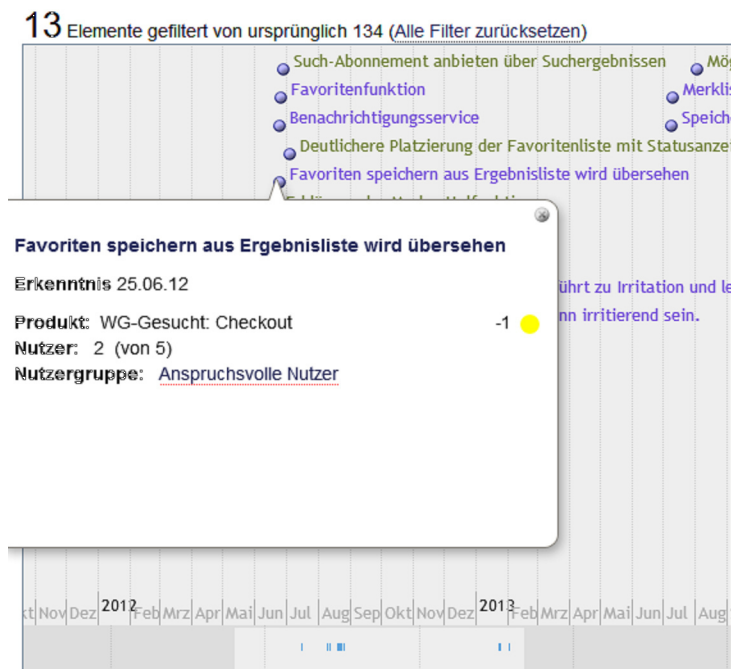 13 Elemente gefiltert von ursprünglich 134 (Alle Filter zurücksetzen)
Such-Abonnement anbieten über Suchergebnissen
Favoritenfunktion
Benachrichtigungsservice
Deutlichere Platzierung der Favoritenliste mit Statusanzei
Favoriten speichern aus Ergebnisliste wird übersehen
Favoriten speichern aus Ergebnisliste wird übersehen
Erkenntnis 25.06.12
Produkt: WG-Gesucht: Checkout -1
Nutzer: 2 (von 5)
Nutzergruppe: Anspruchsvolle Nutzer
ührt zu Irritation und le
nn irritierend sein.
kt Nov Dez 2012 Feb Mrz Apr Mai Jun Jul Aug Sep Okt Nov Dez 2013 Feb Mrz Apr Mai Jun Jul Aug